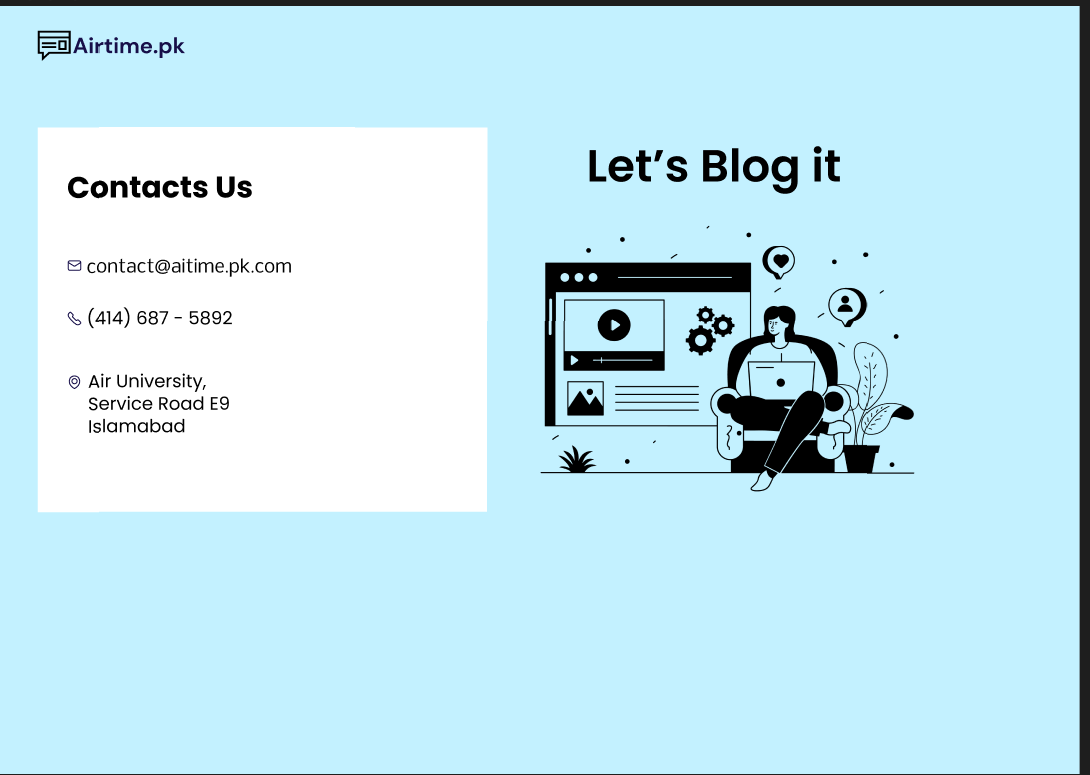 Airtime.pk
Contacts Us
contact@aitime.pk.com
(414) 687 - 5892
Air University,
Service Road E9
Islamabad
Let’s Blog it